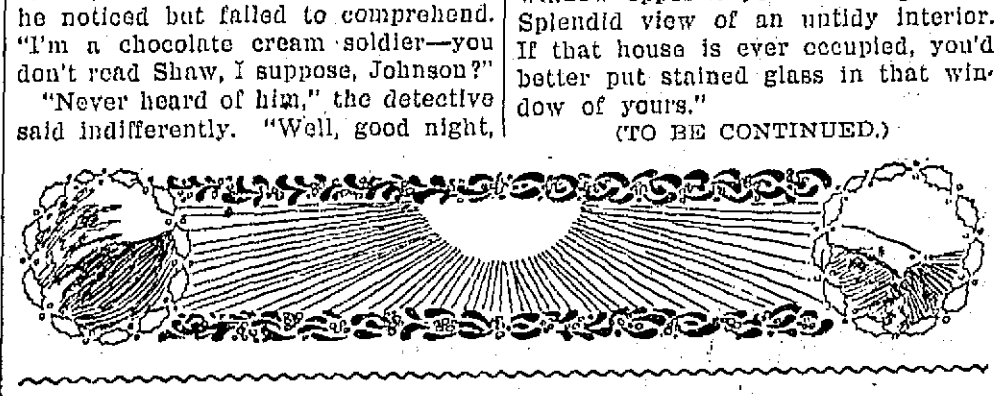 he noticed but failed to comprehend.
"I'm a chocolate cream soldier—you
don't read Shaw, I suppose, Johnson?"
"Never heard of him," the detective
said indifferently. "Well, good night,
Splendid view of an untidy interior.
If that house is ever occupied, you'd
better put stained glass in that win-
dow of yours."
(TO BE CONTINUED.)